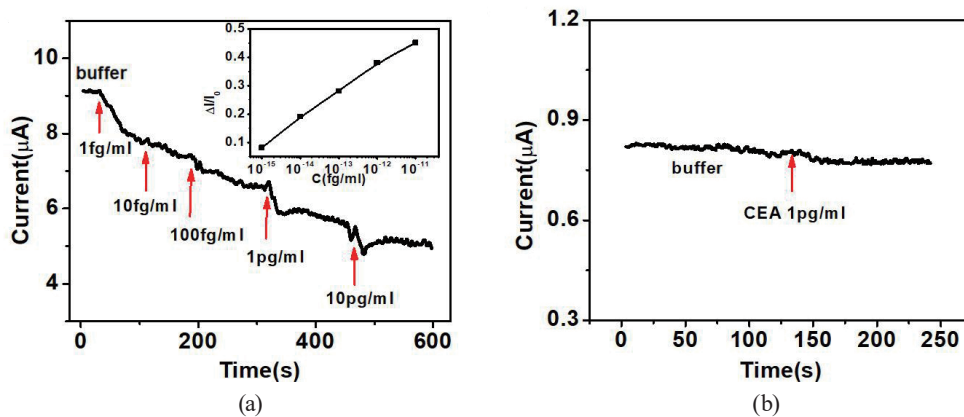 Current(μA)
10
8
6
4
buffer
1fg/ml
10fg/ml
100fg/ml
1pg/ml
10pg/ml
0
200
400
600
Time(s)
ΔI/I₀
0.5
0.4
0.3
0.2
0.1
10⁻¹⁵ 10⁻¹⁴ 10⁻¹³ 10⁻¹² 10⁻¹¹
C(fg/ml)
(a)
Current(μA)
1.2
0.9
0.6
0.3
buffer
CEA 1pg/ml
0 50 100 150 200 250
Time(s)
(b)